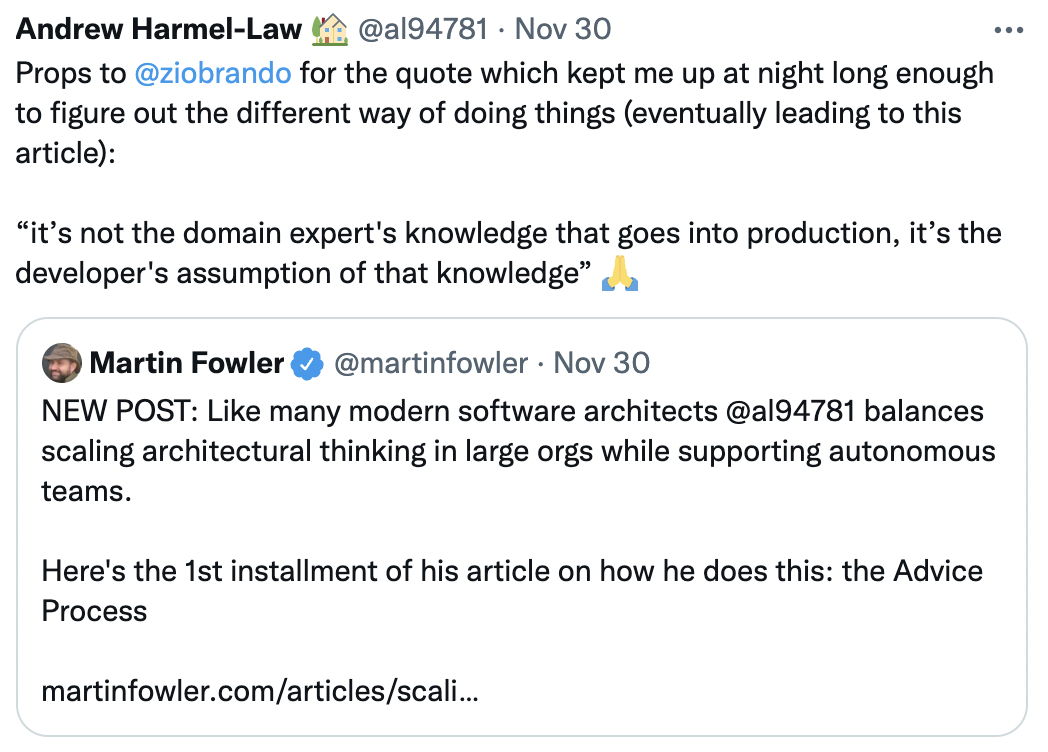 Andrew Harmel-Law 🏡 @al94781 · Nov 30
Props to @ziobrando for the quote which kept me up at night long enough
to figure out the different way of doing things (eventually leading to this
article):
“it’s not the domain expert's knowledge that goes into production, it’s the
developer's assumption of that knowledge” 🙏
Martin Fowler @martinfowler · Nov 30
NEW POST: Like many modern software architects @al94781 balances
scaling architectural thinking in large orgs while supporting autonomous
teams.
Here's the 1st installment of his article on how he does this: the Advice
Process
martinfowler.com/articles/scali…